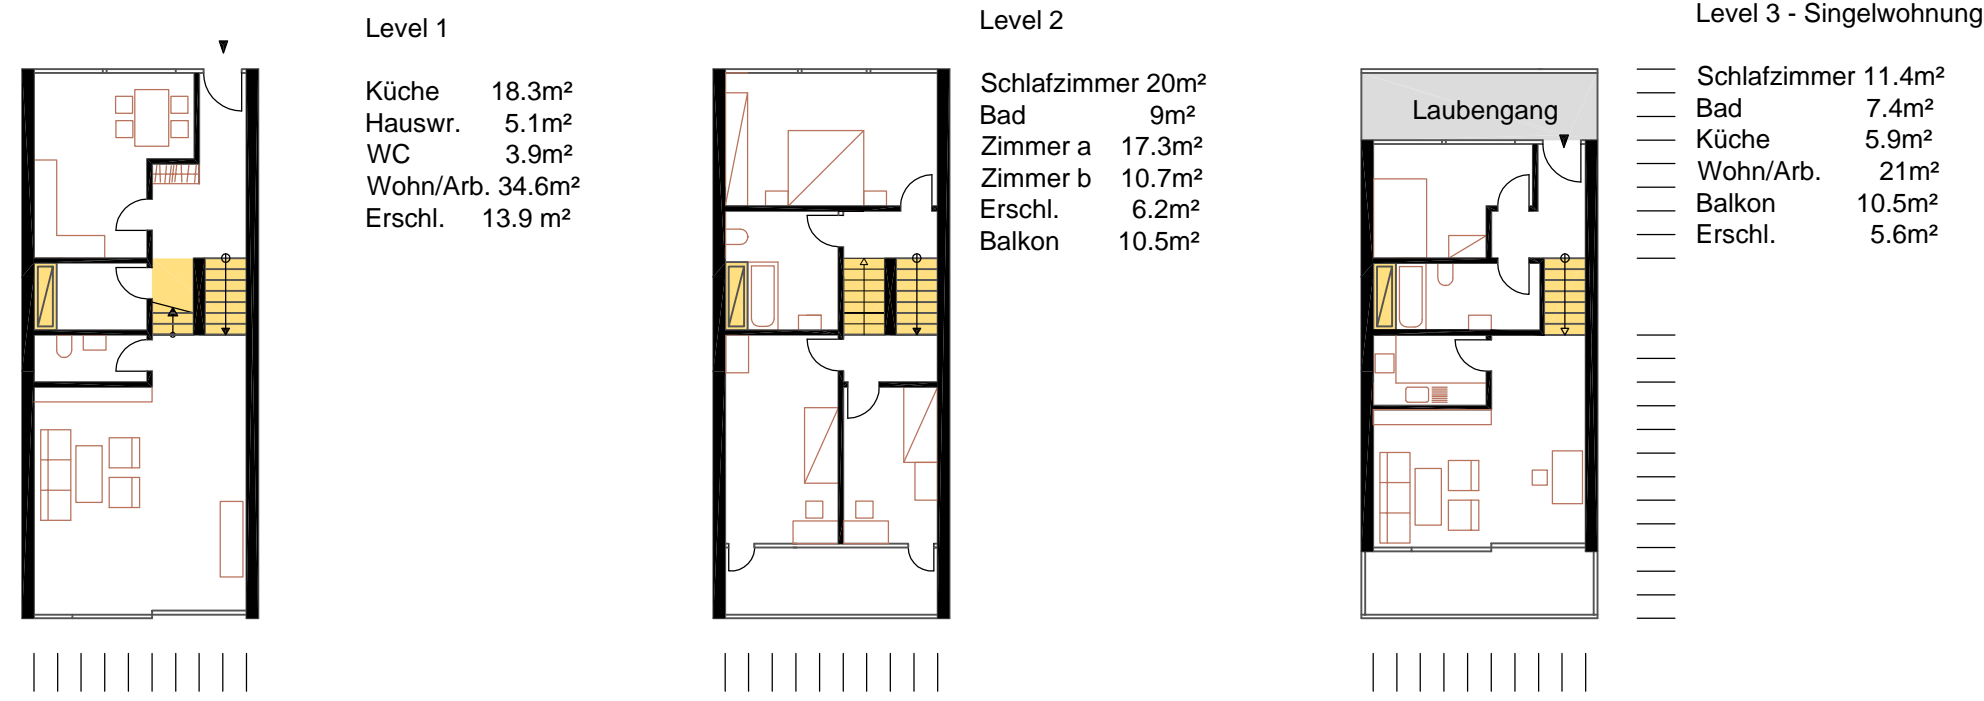 Level 1
Küche 18.3m²
Hauswr. 5.1m²
WC 3.9m²
Wohn/Arb. 34.6m²
Erschl. 13.9 m²
Level 2
Schlafzimmer 20m²
Bad 9m²
Zimmer a 17.3m²
Zimmer b 10.7m²
Erschl. 6.2m²
Balkon 10.5m²
Laubengang
Level 3 - Singelwohnung
Schlafzimmer 11.4m²
Bad 7.4m²
Küche 5.9m²
Wohn/Arb. 21m²
Balkon 10.5m²
Erschl. 5.6m²